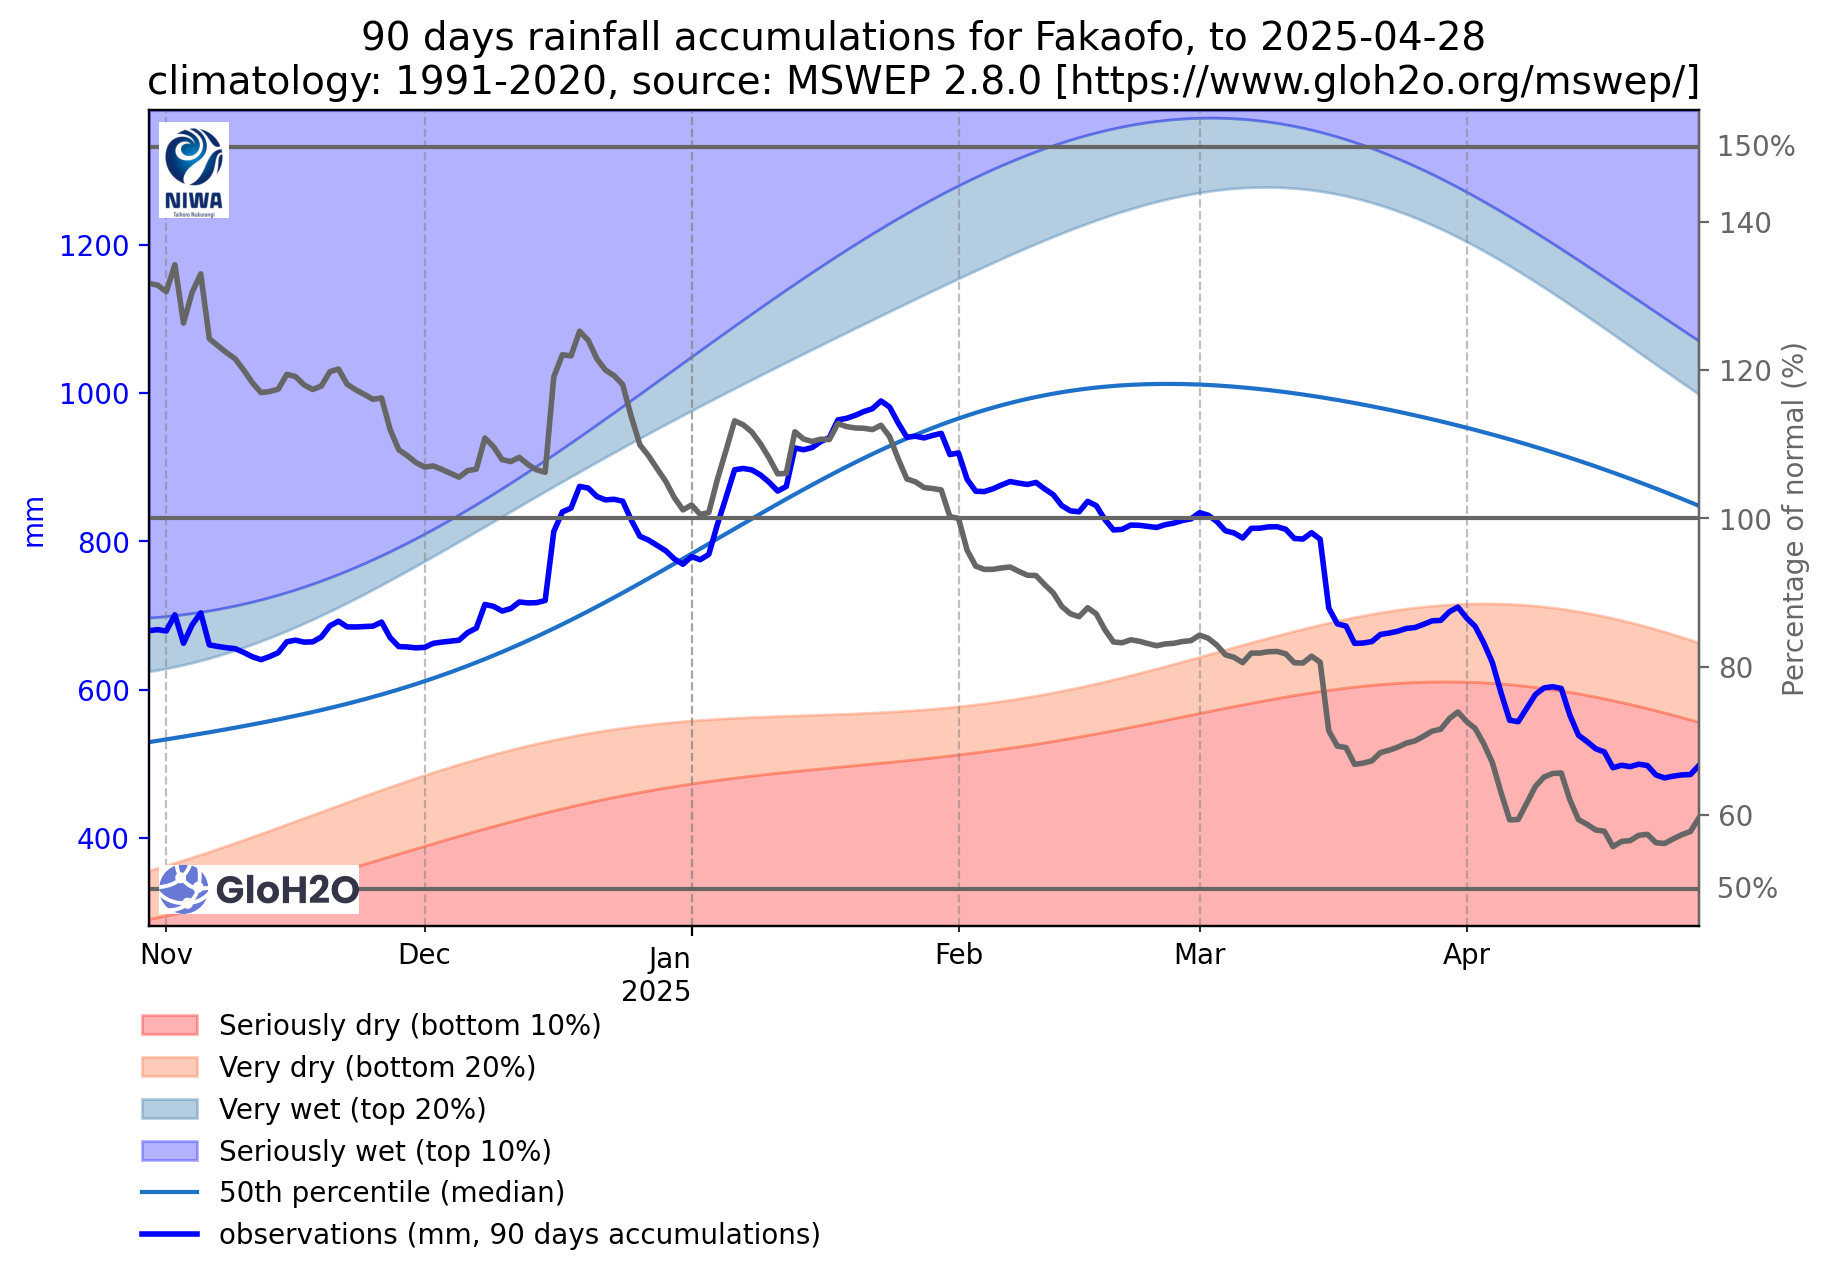 90 days rainfall accumulations for Fakaofo, to 2025-04-28
climatology: 1991-2020, source: MSWEP 2.8.0 [https://www.gloh2o.org/mswep/]
NIWA
Taihoro Nukurangi
1200
1000
800
600
400
mm
150%
140
120
100
80
60
50%
Percentage of normal (%)
GloH2O
Nov
Dec
Jan
2025
Feb
Mar
Apr
Seriously dry (bottom 10%)
Very dry (bottom 20%)
Very wet (top 20%)
Seriously wet (top 10%)
50th percentile (median)
observations (mm, 90 days accumulations)